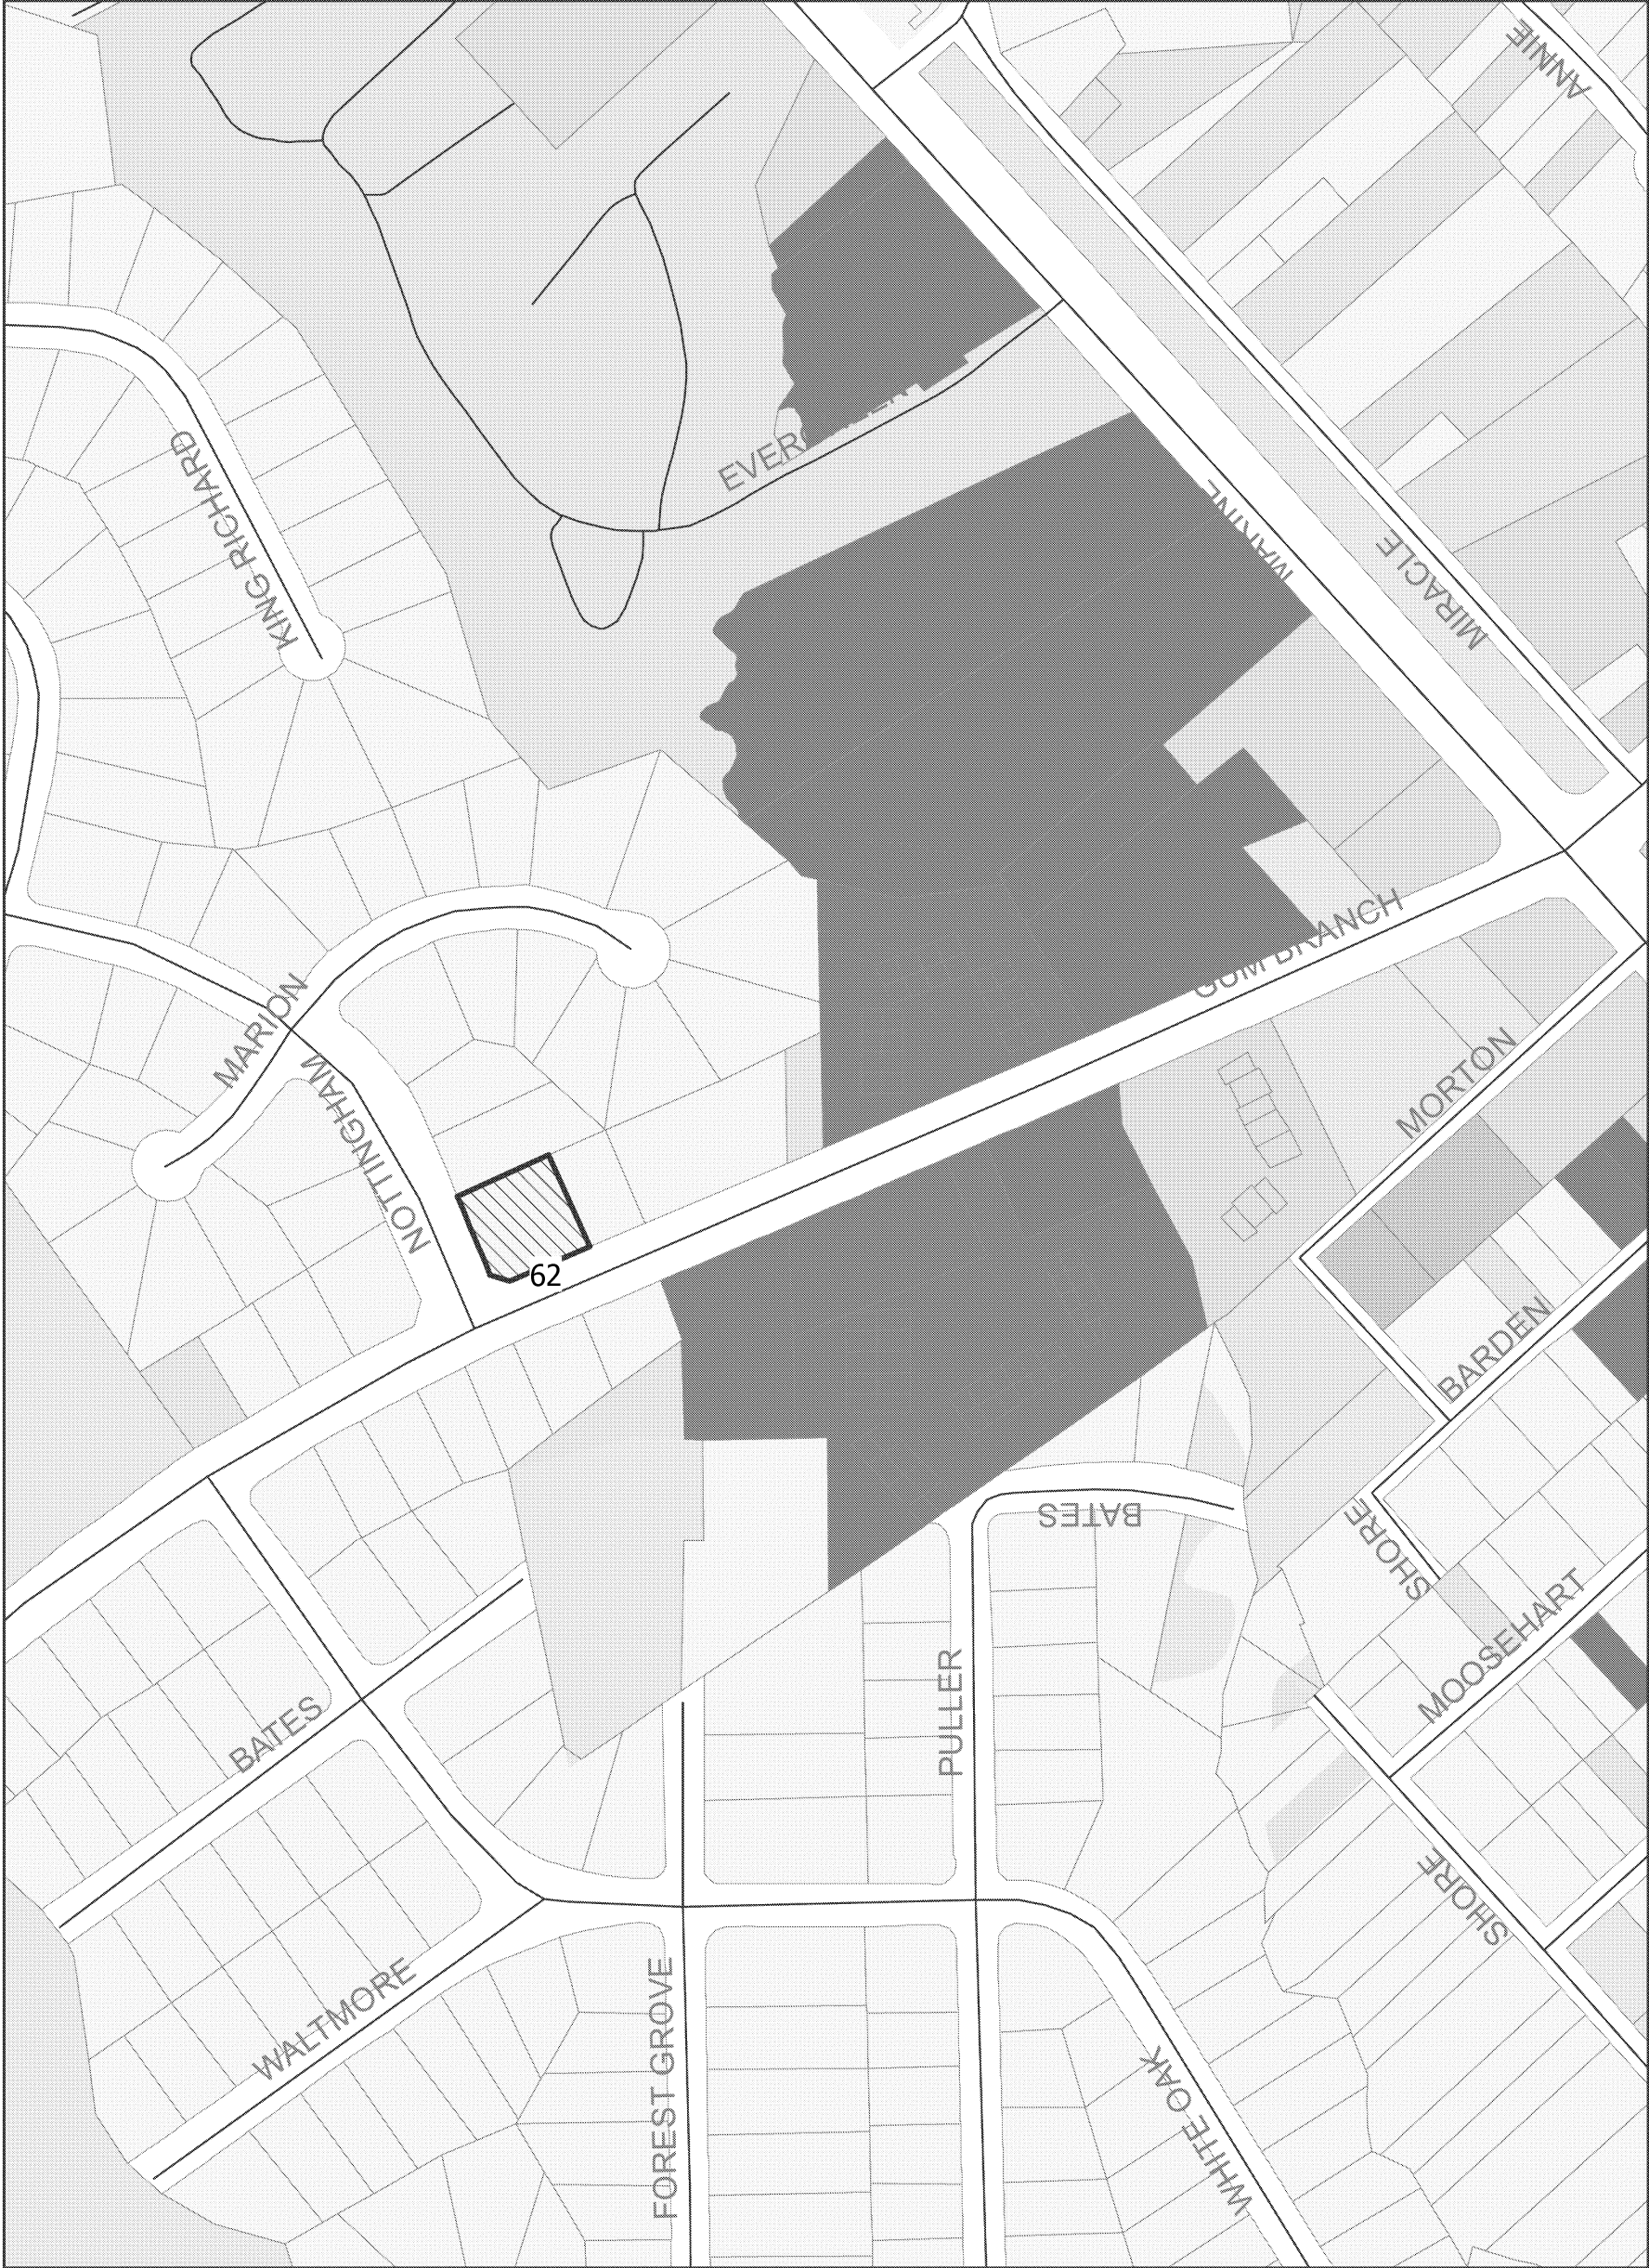 ANNIE
KING RICHARD
MARINE
MIRACLE
GUM BRANCH
MARION
NOTTINGHAM
MORTON
62
BARDEN
BATES
SHORE
MOOSEHART
PULLER
BATES
SHORE
WALTMORE
FOREST GROVE
WHITE OAK